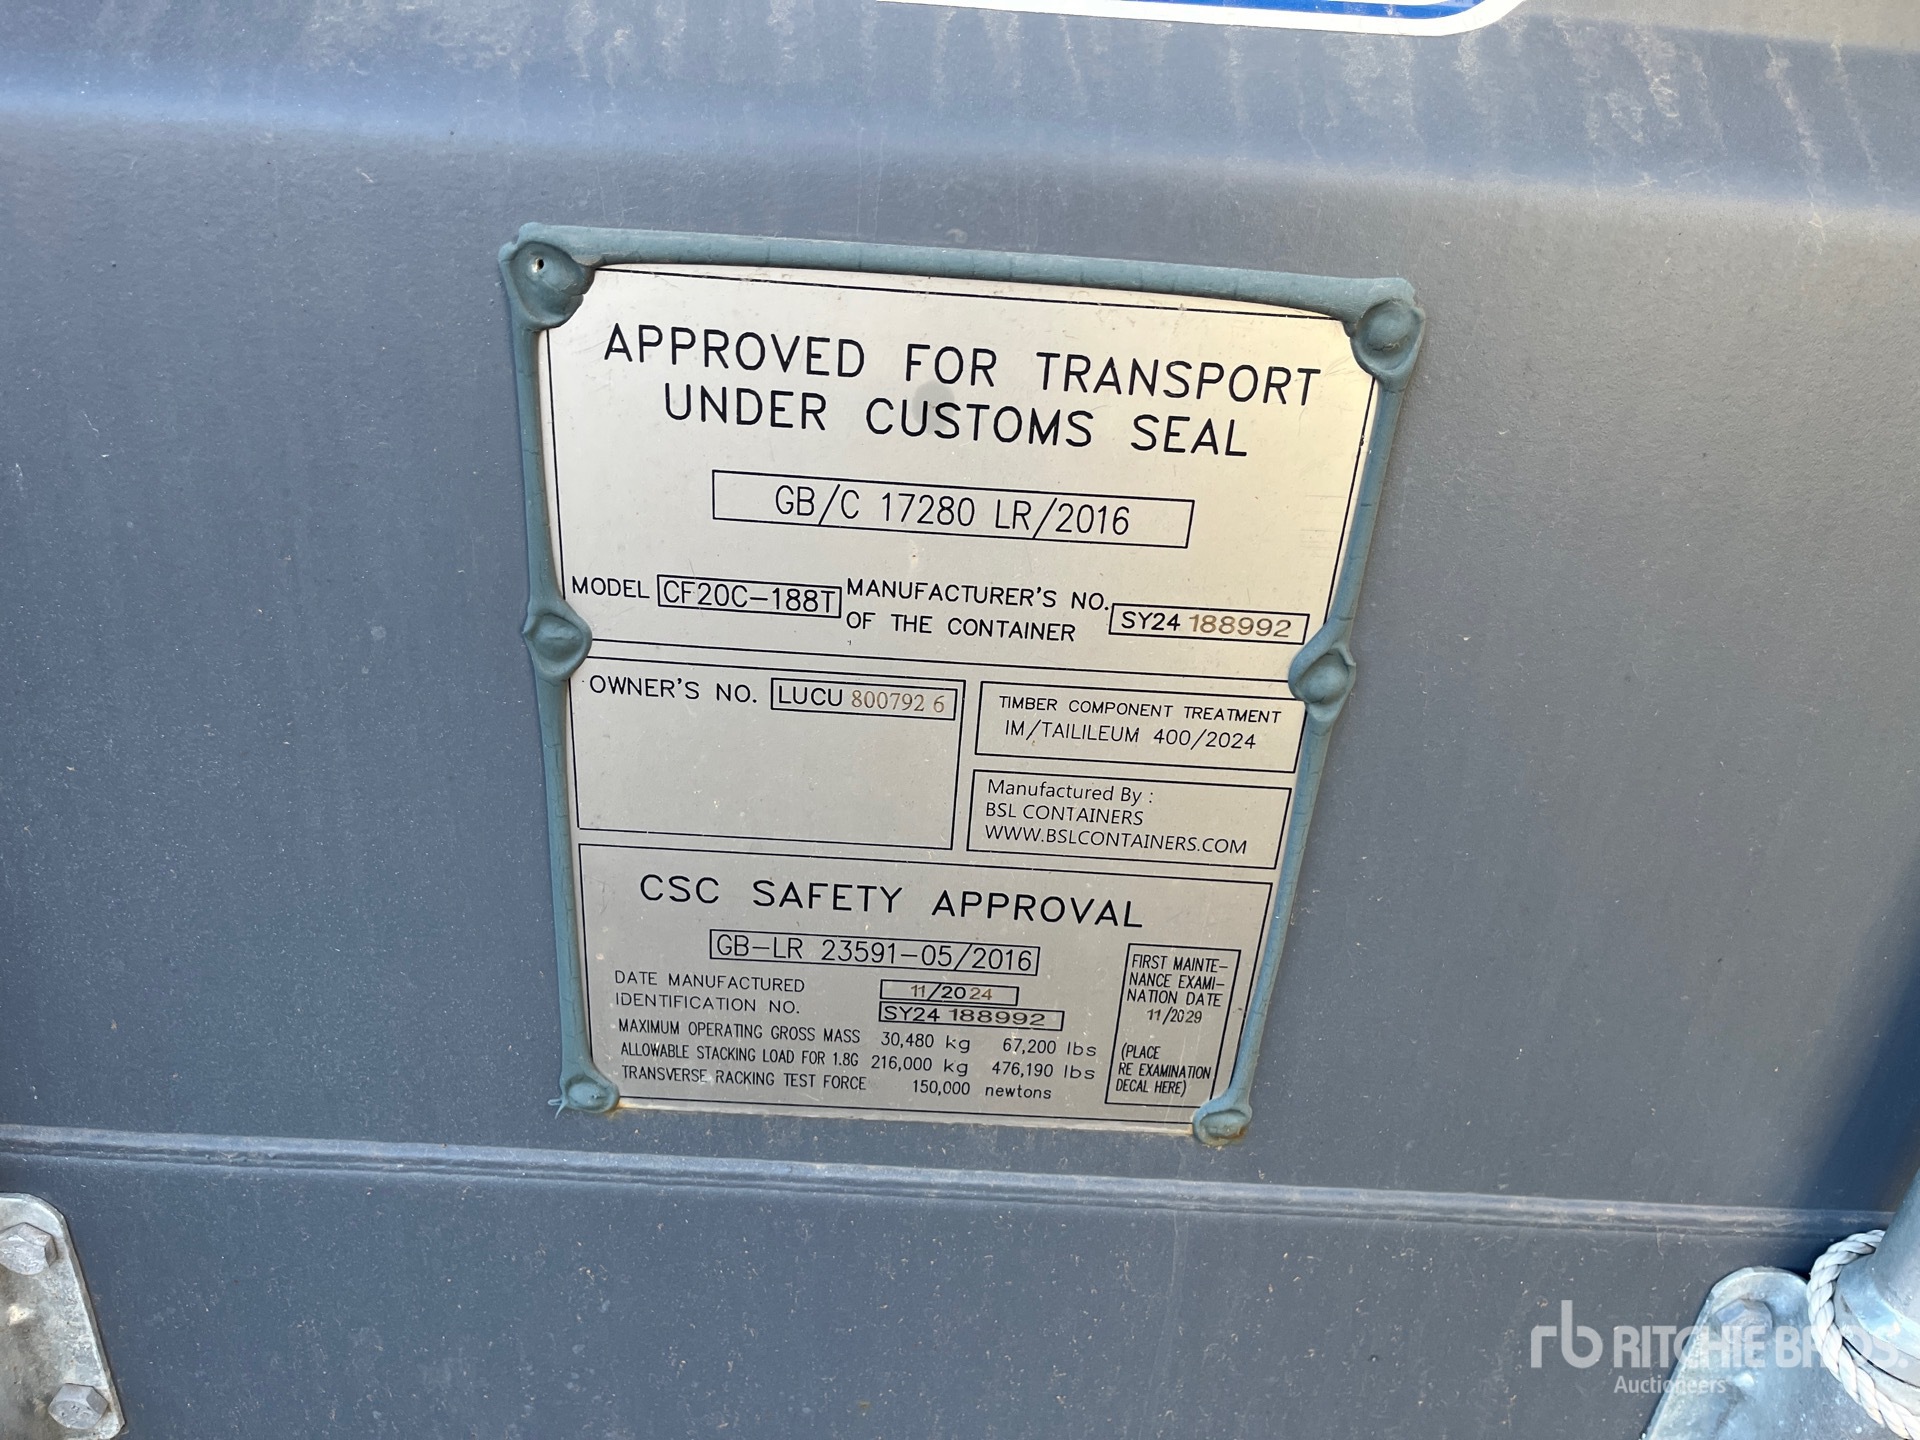 APPROVED FOR TRANSPORT
UNDER CUSTOMS SEAL
GB/C 17280 LR/2016
MODEL CF20C-188T MANUFACTURER'S NO.
OF THE CONTAINER SY24 188992
OWNER'S NO. LUCU 800792 6
TIMBER COMPONENT TREATMENT
IM/TAILILEUM 400/2024
Manufactured By :
BSL CONTAINERS
WWW.BSLCONTAINERS.COM
CSC SAFETY APPROVAL
GB-LR 23591-05/2016
DATE MANUFACTURED 11/2024
IDENTIFICATION NO. SY24 188992
MAXIMUM OPERATING GROSS MASS 30,480 kg 67,200 lbs
ALLOWABLE STACKING LOAD FOR 1.8G 216,000 kg 476,190 lbs
TRANSVERSE RACKING TEST FORCE 150,000 newtons
FIRST MAINTE-
NANCE EXAMI-
NATION DATE
11/2029
(PLACE
RE EXAMINATION
DECAL HERE)
rb RITCHIE BROS.
Auctioneers